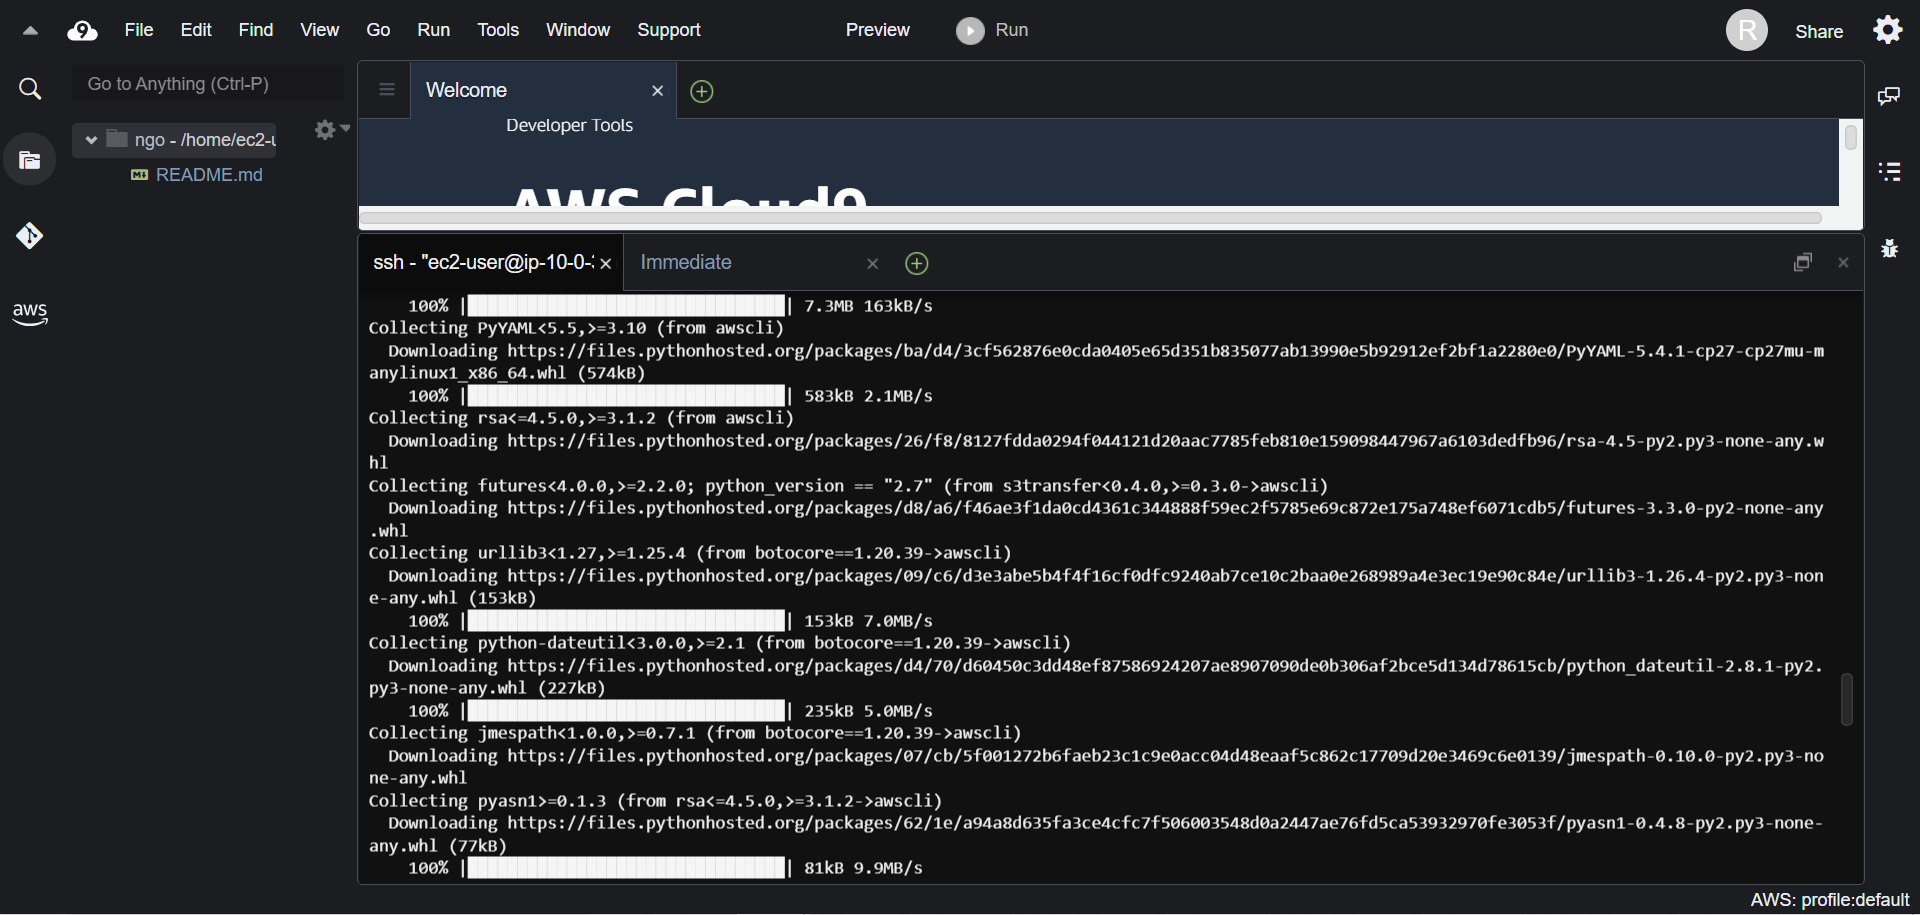 File Edit Find View Go Run Tools Window Support Preview Run R Share
Go to Anything (Ctrl-P)
Welcome
ngo - /home/ec2-u
README.md
aws
Developer Tools
AWS Cloud9
ssh - "ec2-user@ip-10-0-: Immediate
100% | | 7.3MB 163kB/s
Collecting PyYAML<5.5,>=3.10 (from awscli)
Downloading https://files.pythonhosted.org/packages/ba/d4/3cf562876e0cda0405e65d351b835077ab13990e5b92912ef2bf1a2280e0/PyYAML-5.4.1-cp27-cp27mu-m
anylinux1_x86_64.whl (574kB)
100% | | 583kB 2.1MB/s
Collecting rsa<=4.5.0,>=3.1.2 (from awscli)
Downloading https://files.pythonhosted.org/packages/26/f8/8127fdda0294f044121d20aac7785feb810e159098447967a6103dedfb96/rsa-4.5-py2.py3-none-any.w
hl
Collecting futures<4.0.0,>=2.2.0; python_version == "2.7" (from s3transfer<0.4.0,>=0.3.0->awscli)
Downloading https://files.pythonhosted.org/packages/d8/a6/f46ae3f1da0cd4361c344888f59ec2f5785e69c872e175a748ef6071cdb5/futures-3.3.0-py2-none-any
.whl
Collecting urllib3<1.27,>=1.25.4 (from botocore==1.20.39->awscli)
Downloading https://files.pythonhosted.org/packages/09/c6/d3e3abe5b4f4f16cf0dfc9240ab7ce10c2baa0e268989a4e3ec19e90c84e/urllib3-1.26.4-py2.py3-non
e-any.whl (153kB)
100% | | 153kB 7.0MB/s
Collecting python-dateutil<3.0.0,>=2.1 (from botocore==1.20.39->awscli)
Downloading https://files.pythonhosted.org/packages/d4/70/d60450c3dd48ef87586924207ae8907090de0b306af2bce5d134d78615cb/python_dateutil-2.8.1-py2.
py3-none-any.whl (227kB)
100% | | 235kB 5.0MB/s
Collecting jmespath<1.0.0,>=0.7.1 (from botocore==1.20.39->awscli)
Downloading https://files.pythonhosted.org/packages/07/cb/5f001272b6faeb23c1c9e0acc04d48eaaf5c862c17709d20e3469c6e0139/jmespath-0.10.0-py2.py3-no
ne-any.whl
Collecting pyasn1>=0.1.3 (from rsa<=4.5.0,>=3.1.2->awscli)
Downloading https://files.pythonhosted.org/packages/62/1e/a94a8d635fa3ce4cfc7f506003548d0a2447ae76fd5ca53932970fe3053f/pyasn1-0.4.8-py2.py3-none-
any.whl (77kB)
100% | | 81kB 9.9MB/s
AWS: profile:default